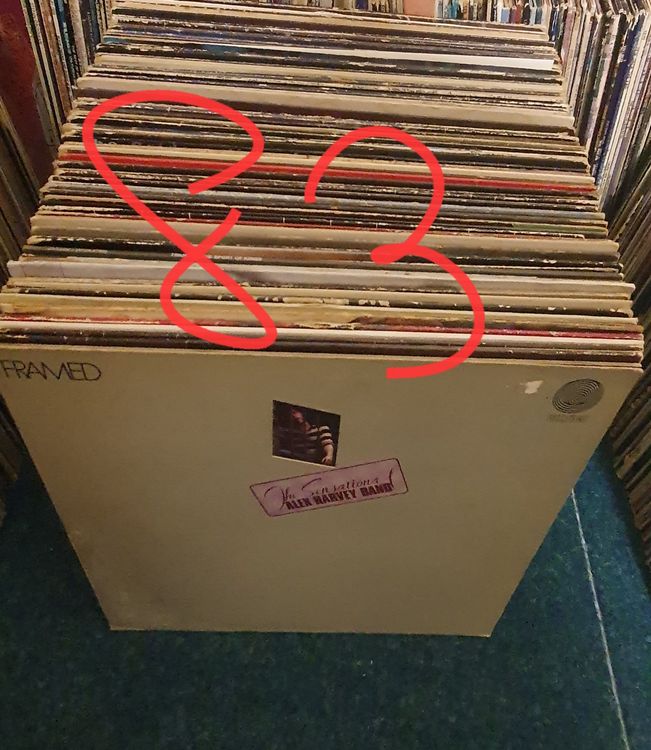 83
FRAMED
The Sensational
ALEX HARVEY BAND